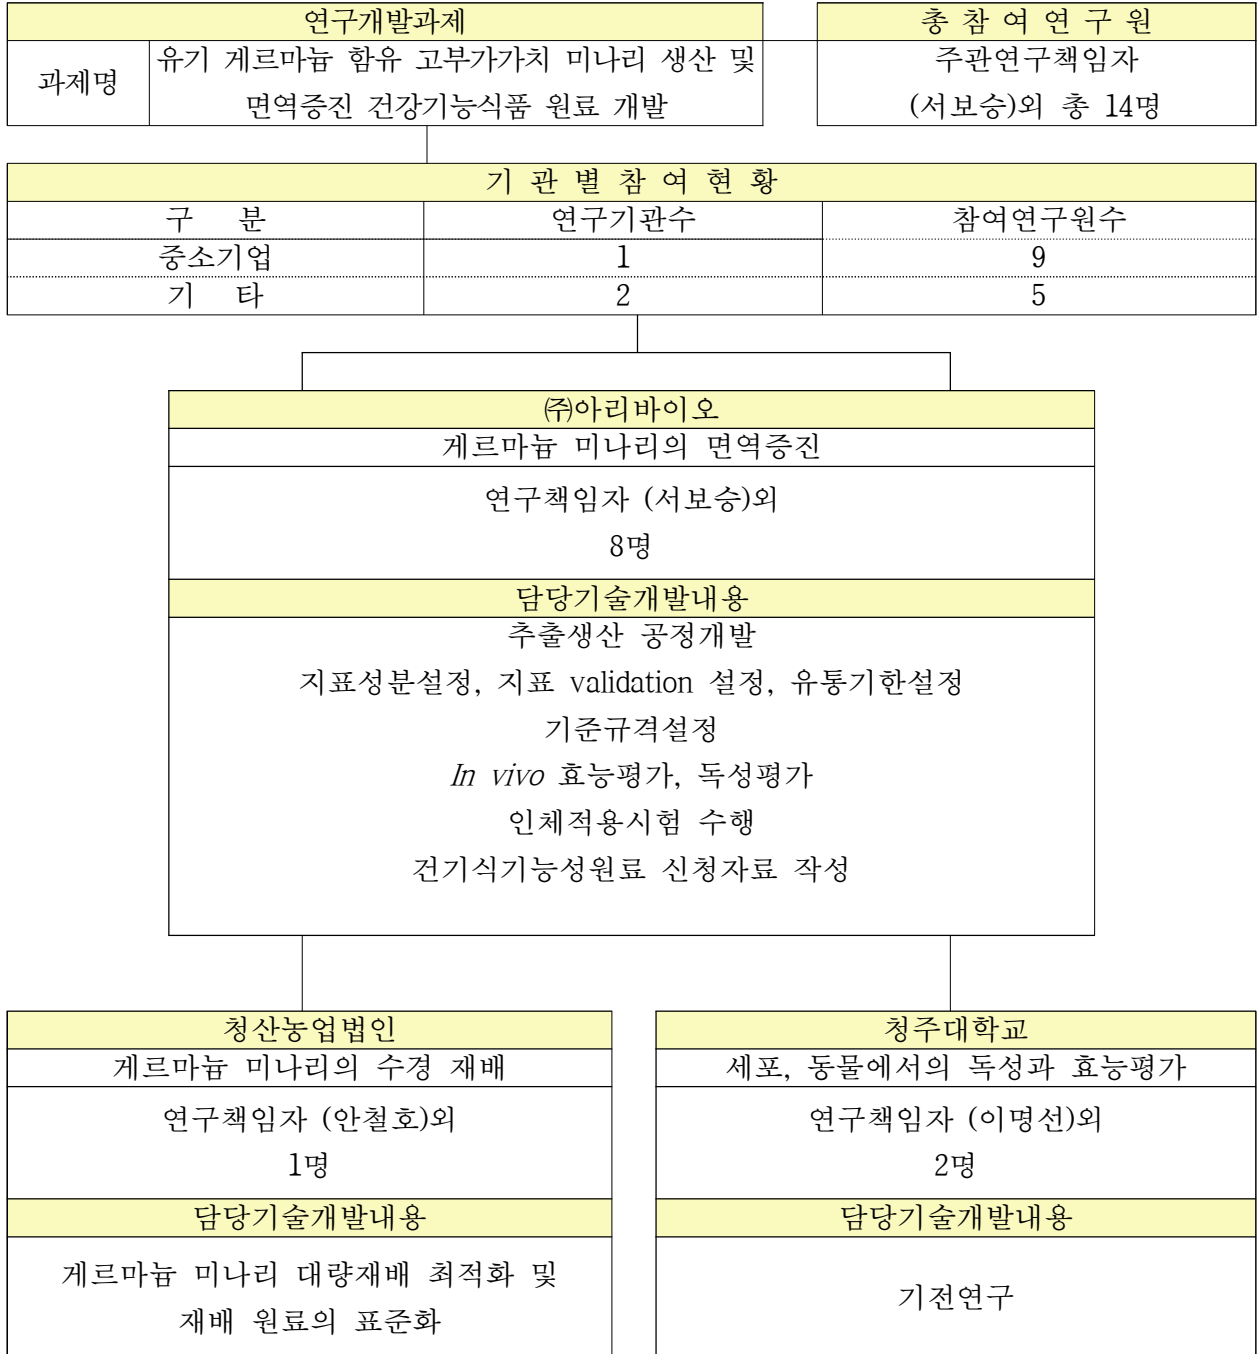 연구개발과제
총 참 여 연 구 원
과제명
유기 게르마늄 함유 고부가가치 미나리 생산 및
면역증진 건강기능식품 원료 개발
주관연구책임자
(서보승)외 총 14명
기 관 별 참 여 현 황
구 분 연구기관수 참여연구원수
중소기업 1 9
기 타 2 5
㈜아리바이오
게르마늄 미나리의 면역증진
연구책임자 (서보승)외
8명
담당기술개발내용
추출생산 공정개발
지표성분설정, 지표 validation 설정, 유통기한설정
기준규격설정
In vivo 효능평가, 독성평가
인체적용시험 수행
건기식기능성원료 신청자료 작성
청산농업법인
게르마늄 미나리의 수경 재배
연구책임자 (안철호)외
1명
담당기술개발내용
게르마늄 미나리 대량재배 최적화 및
재배 원료의 표준화
청주대학교
세포, 동물에서의 독성과 효능평가
연구책임자 (이명선)외
2명
담당기술개발내용
기전연구